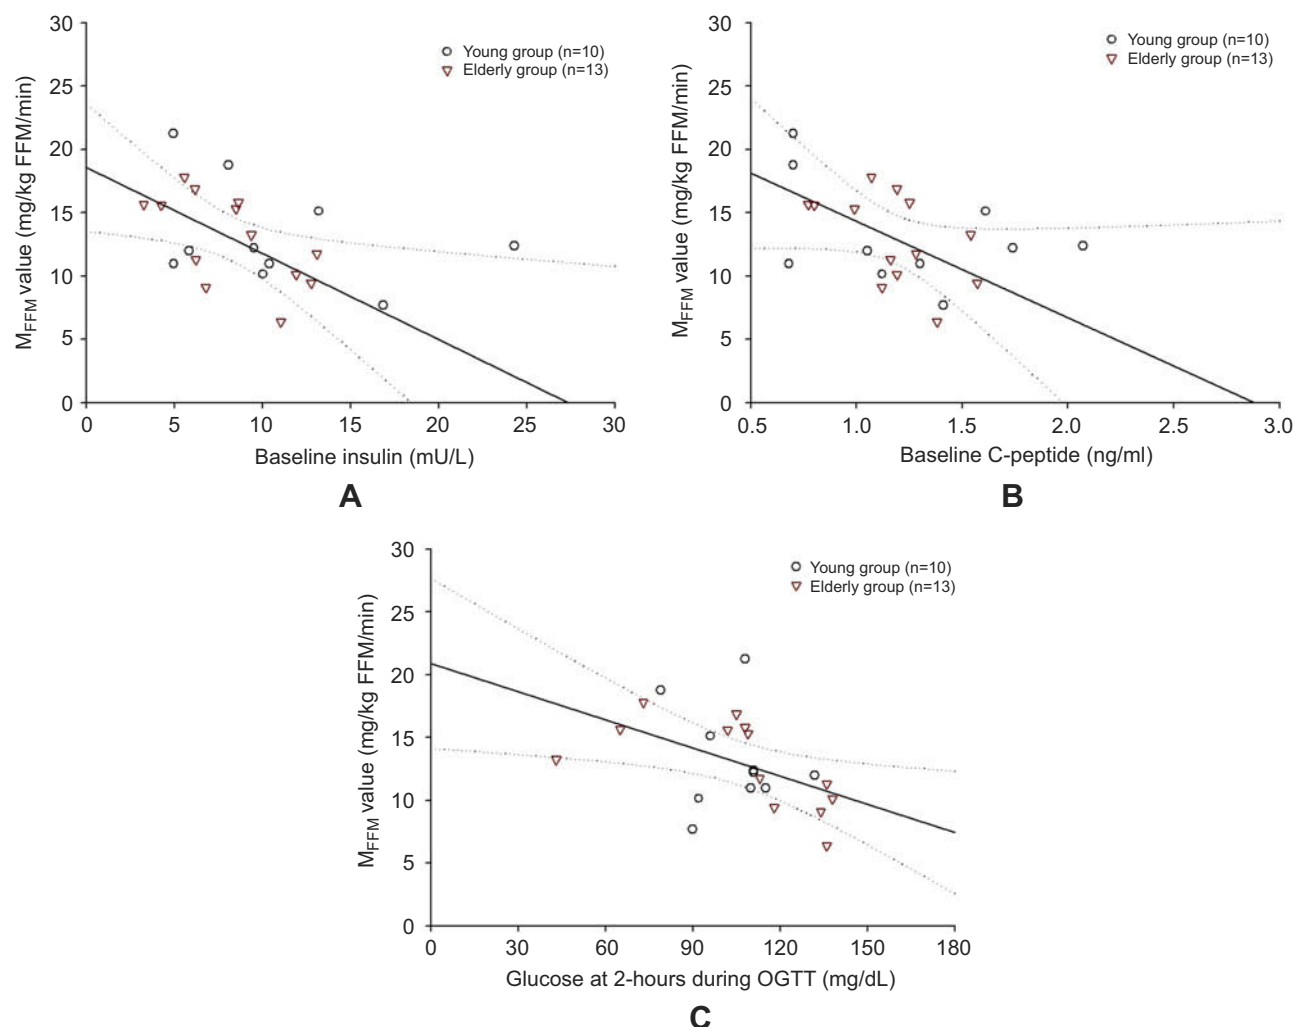 30
25
20
15
10
5
0
M_FFM value (mg/kg FFM/min)
Young group (n=10)
Elderly group (n=13)
0 5 10 15 20 25 30
Baseline insulin (mU/L)
A
30
25
20
15
10
5
0
M_FFM value (mg/kg FFM/min)
Young group (n=10)
Elderly group (n=13)
0.5 1.0 1.5 2.0 2.5 3.0
Baseline C-peptide (ng/ml)
B
30
25
20
15
10
5
0
M_FFM value (mg/kg FFM/min)
Young group (n=10)
Elderly group (n=13)
0 30 60 90 120 150 180
Glucose at 2-hours during OGTT (mg/dL)
C